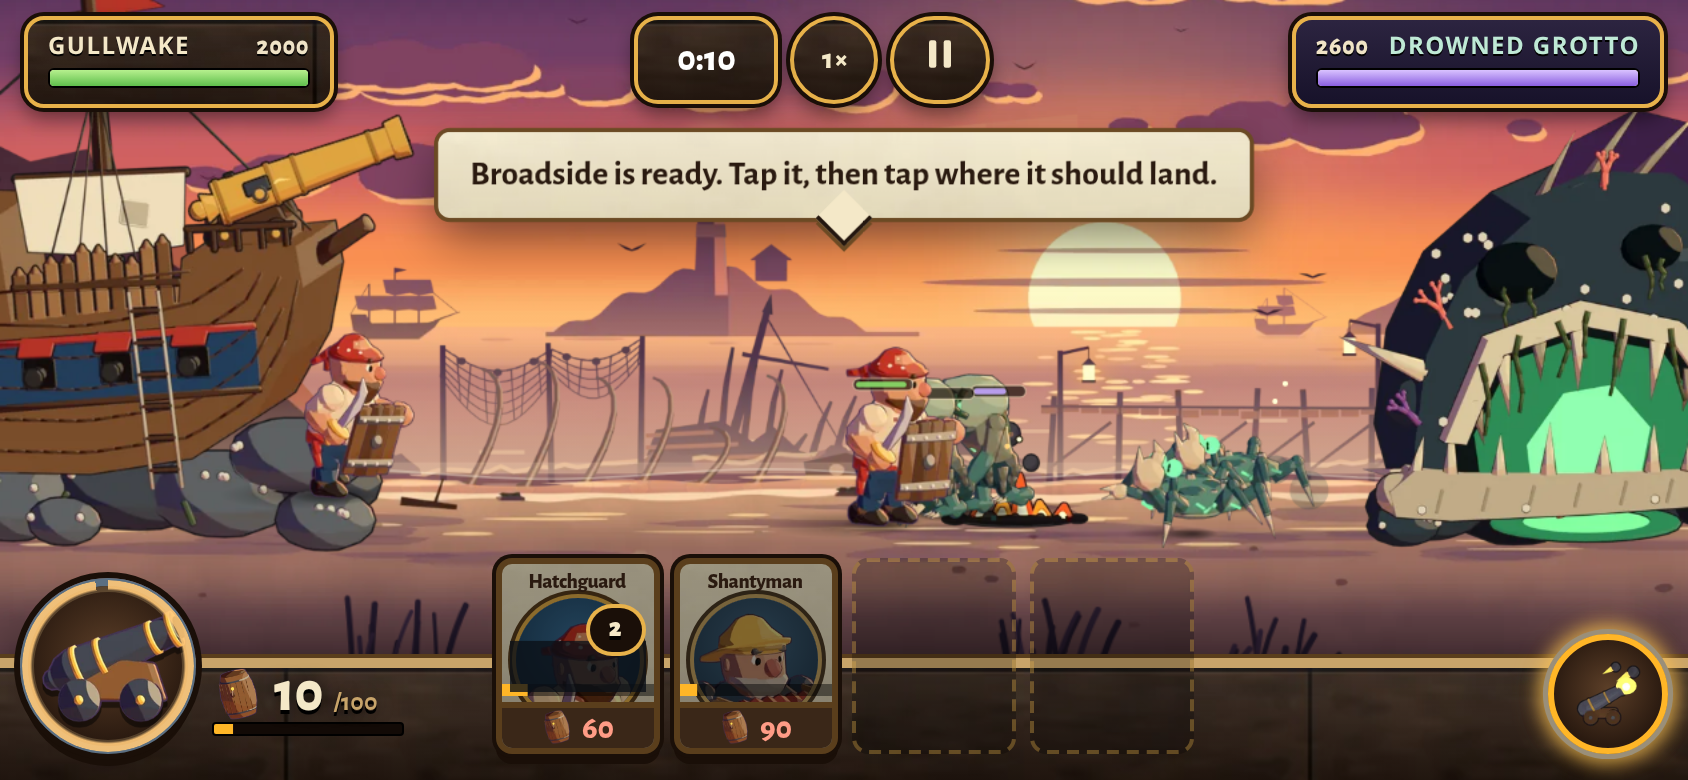 GULLWAKE 2000
0:10
1×
2600 DROWNED GROTTO
Broadside is ready. Tap it, then tap where it should land.
Hatchguard
2
60
Shantyman
90
10 /100